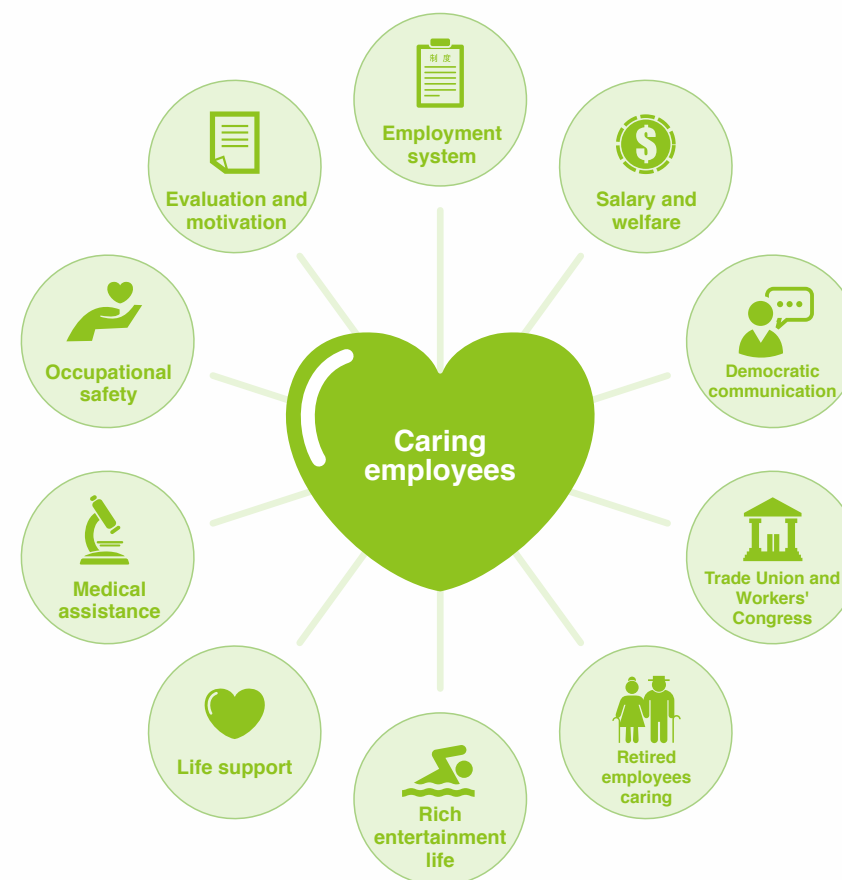 制 度
Employment
system
Salary and
welfare
Democratic
communication
Trade Union and
Workers'
Congress
Retired
employees
caring
Rich
entertainment
life
Life support
Medical
assistance
Occupational
safety
Evaluation and
motivation
Caring
employees